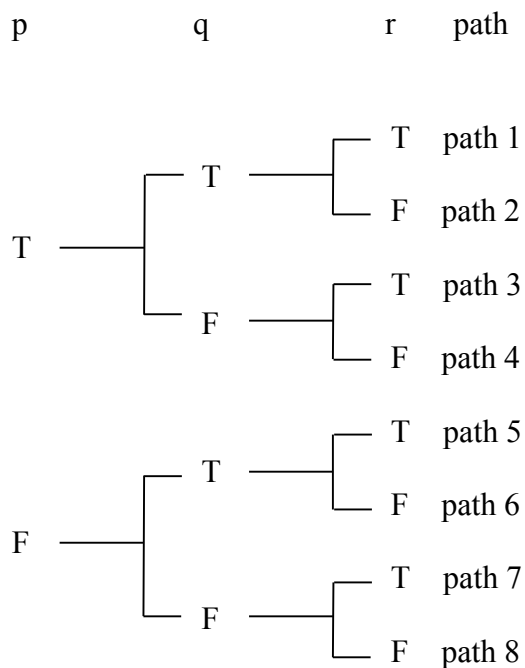 p q r path
T path 1
T
F path 2
T
T path 3
F
F path 4
T path 5
T
F path 6
F
T path 7
F
F path 8